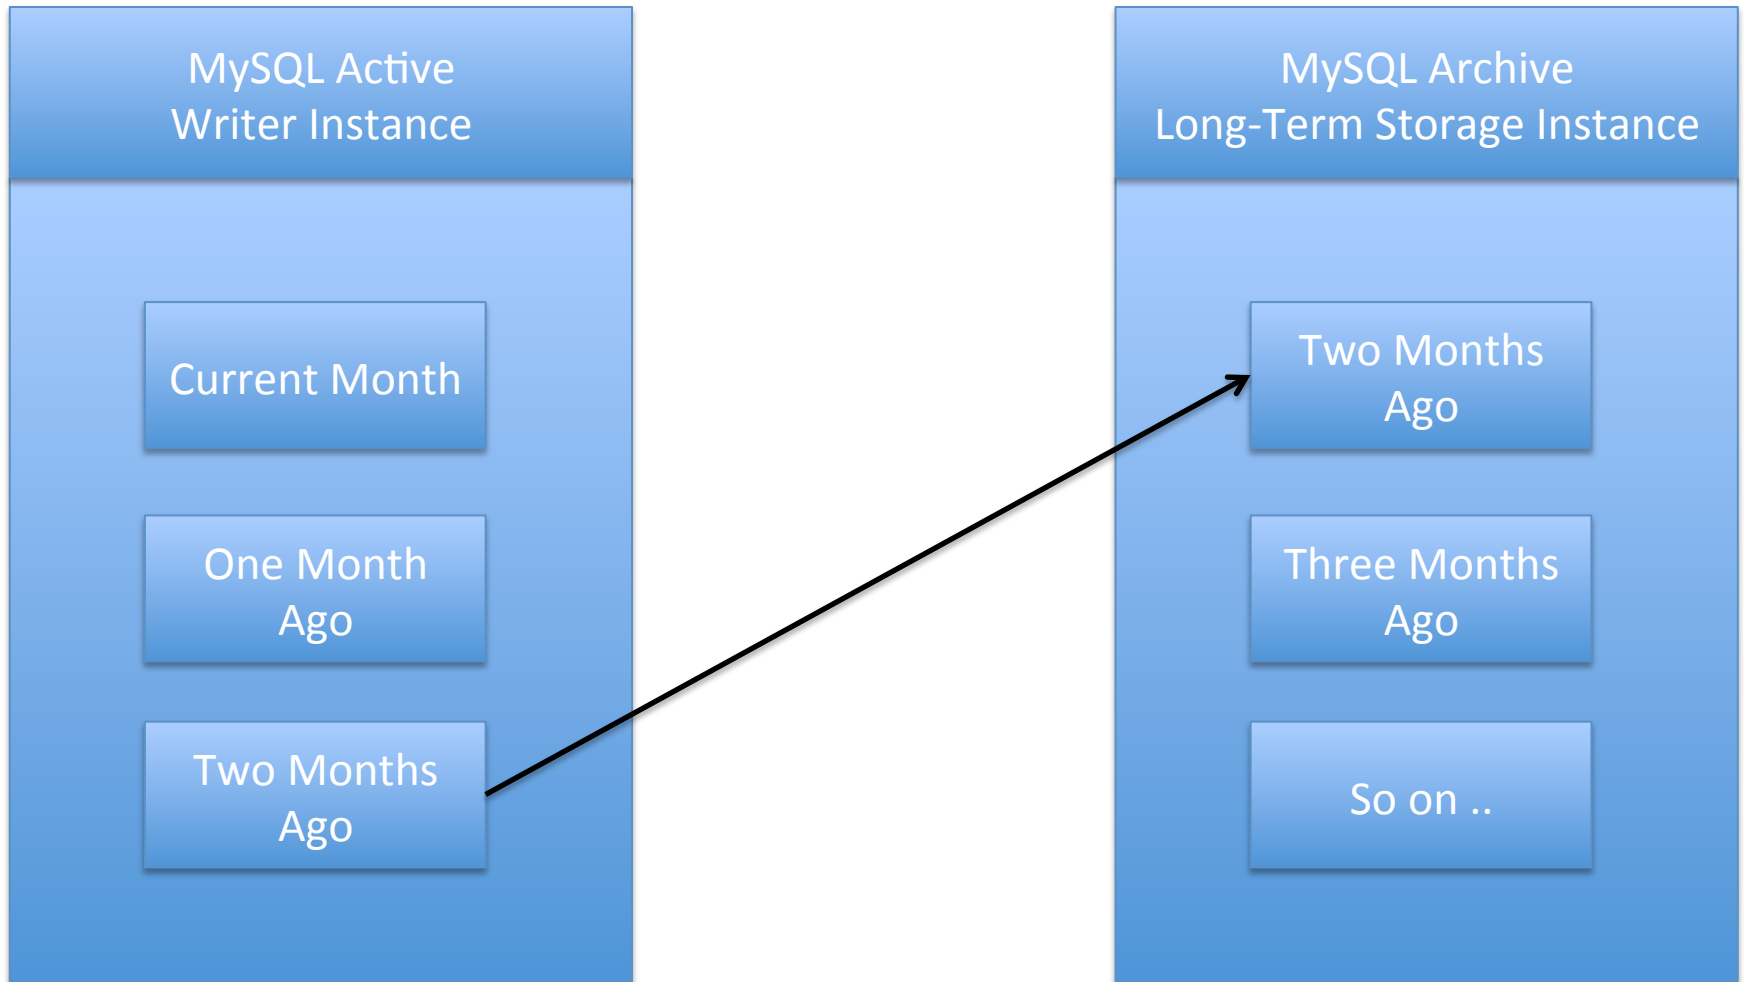 MySQL Active
Writer Instance
Current Month
One Month
Ago
Two Months
Ago
MySQL Archive
Long-Term Storage Instance
Two Months
Ago
Three Months
Ago
So on ..